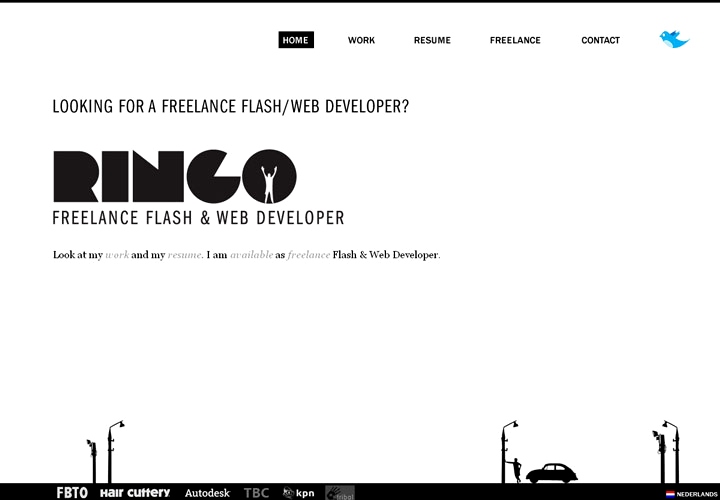 HOME WORK RESUME FREELANCE CONTACT
LOOKING FOR A FREELANCE FLASH/WEB DEVELOPER?
RINGO
FREELANCE FLASH & WEB DEVELOPER
Look at my work and my resume. I am available as freelance Flash & Web Developer.
FBTO HAIR CUTTERY Autodesk TBC kpn tribal NEDERLANDS